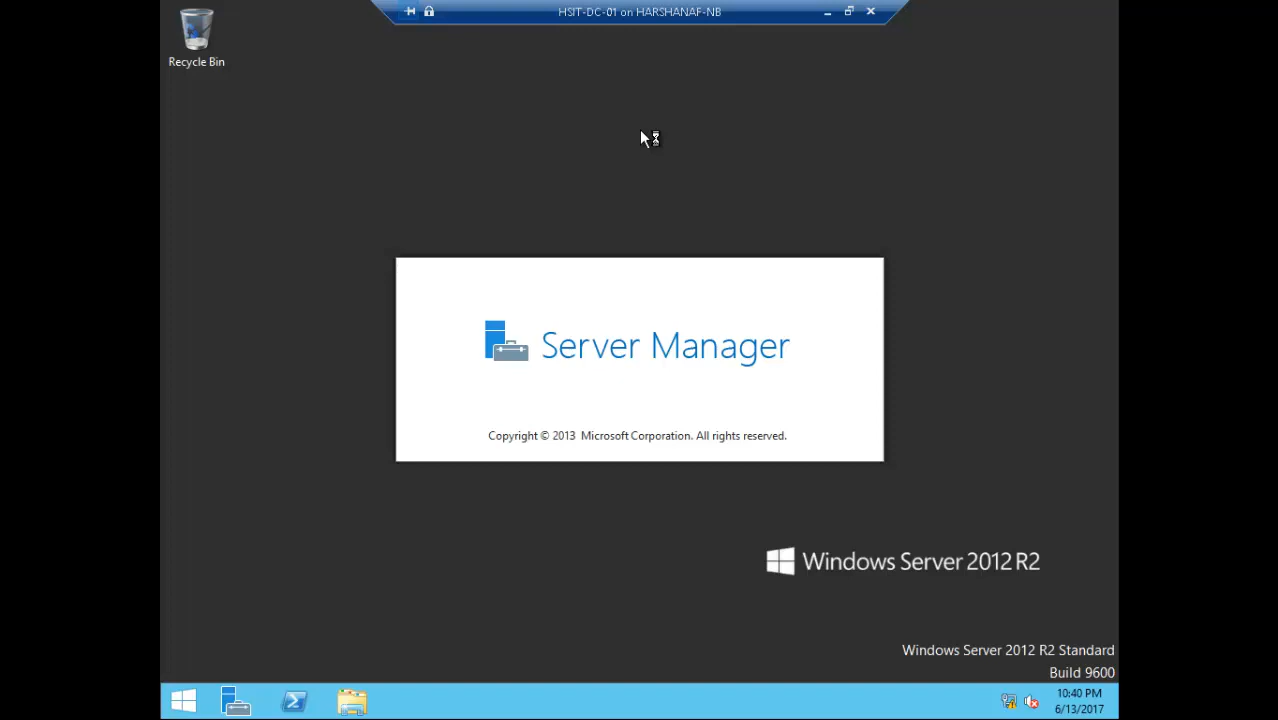 HSIT-DC-01 on HARSHANAF-NB
Recycle Bin
Server Manager
Copyright © 2013 Microsoft Corporation. All rights reserved.
Windows Server 2012 R2
Windows Server 2012 R2 Standard
Build 9600
10:40 PM
6/13/2017